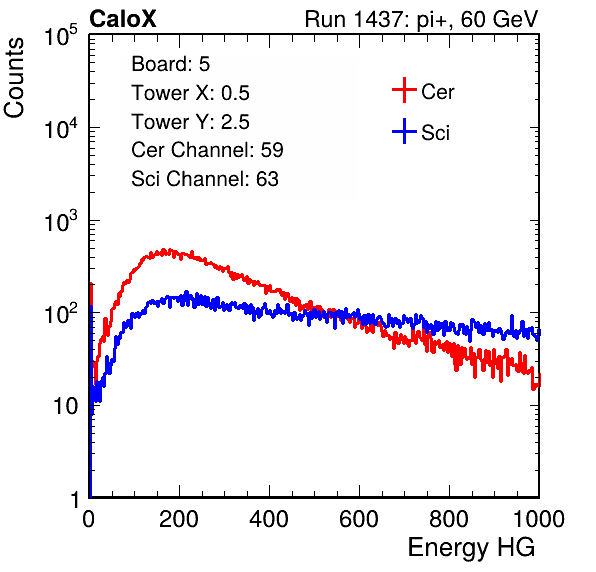 CaloX Run 1437: pi+, 60 GeV
Counts
Board: 5
Tower X: 0.5
Tower Y: 2.5
Cer Channel: 59
Sci Channel: 63
Cer
Sci
10^5
10^4
10^3
10^2
10
1
0 200 400 600 800 1000
Energy HG